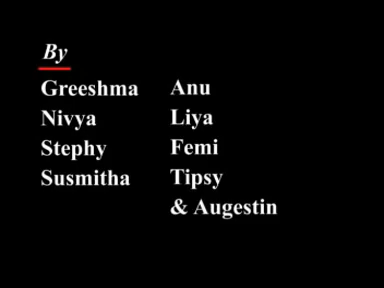 By
Greeshma Anu
Nivya Liya
Stephy Femi
Susmitha Tipsy
& Augestin